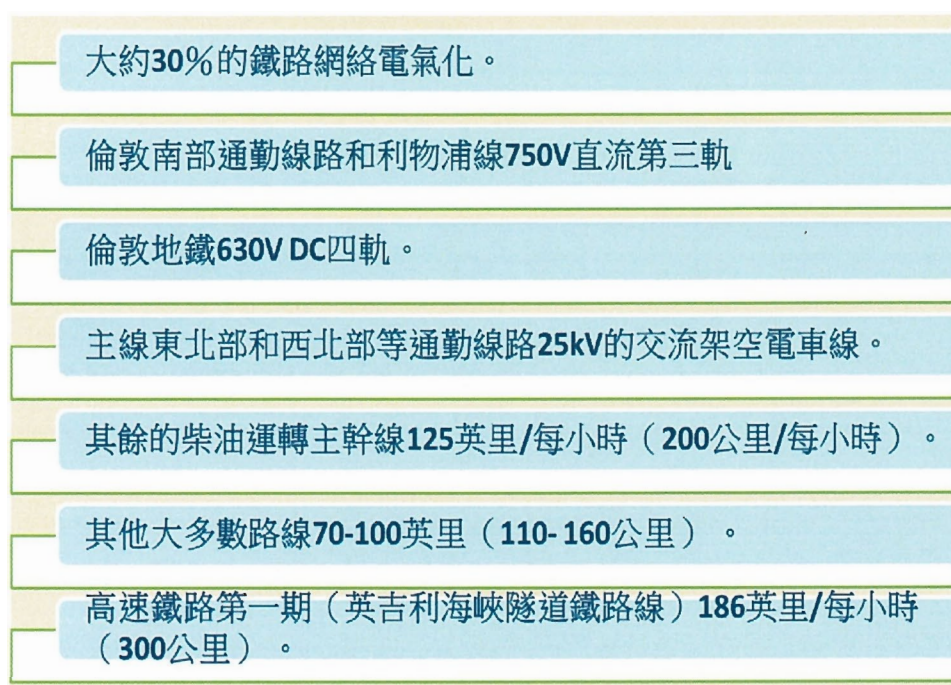 大約30%的鐵路網絡電氣化。
倫敦南部通勤線路和利物浦線750V直流第三軌
倫敦地鐵630V DC四軌。
主線東北部和西北部等通勤線路25kV的交流架空電車線。
其餘的柴油運轉主幹線125英里/每小時（200公里/每小時）。
其他大多數路線70-100英里（110-160公里）。
高速鐵路第一期（英吉利海峽隧道鐵路線）186英里/每小時
（300公里）。